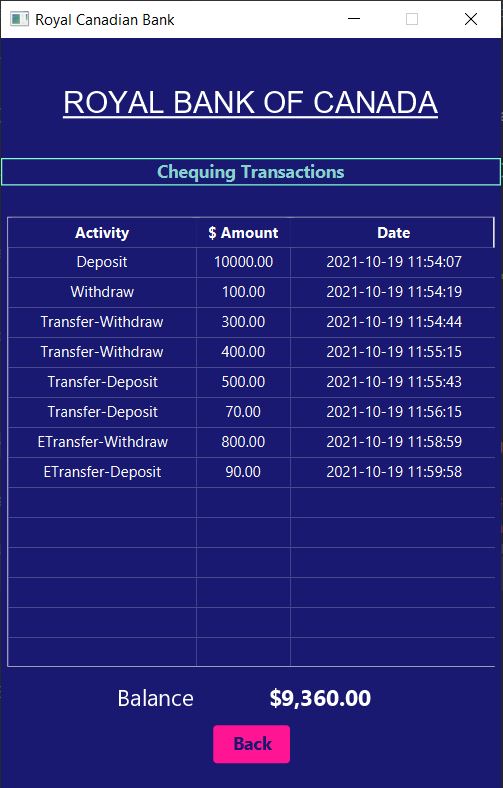 Royal Canadian Bank
ROYAL BANK OF CANADA
Chequing Transactions
Activity $ Amount Date
Deposit 10000.00 2021-10-19 11:54:07
Withdraw 100.00 2021-10-19 11:54:19
Transfer-Withdraw 300.00 2021-10-19 11:54:44
Transfer-Withdraw 400.00 2021-10-19 11:55:15
Transfer-Deposit 500.00 2021-10-19 11:55:43
Transfer-Deposit 70.00 2021-10-19 11:56:15
ETransfer-Withdraw 800.00 2021-10-19 11:58:59
ETransfer-Deposit 90.00 2021-10-19 11:59:58
Balance $9,360.00
Back